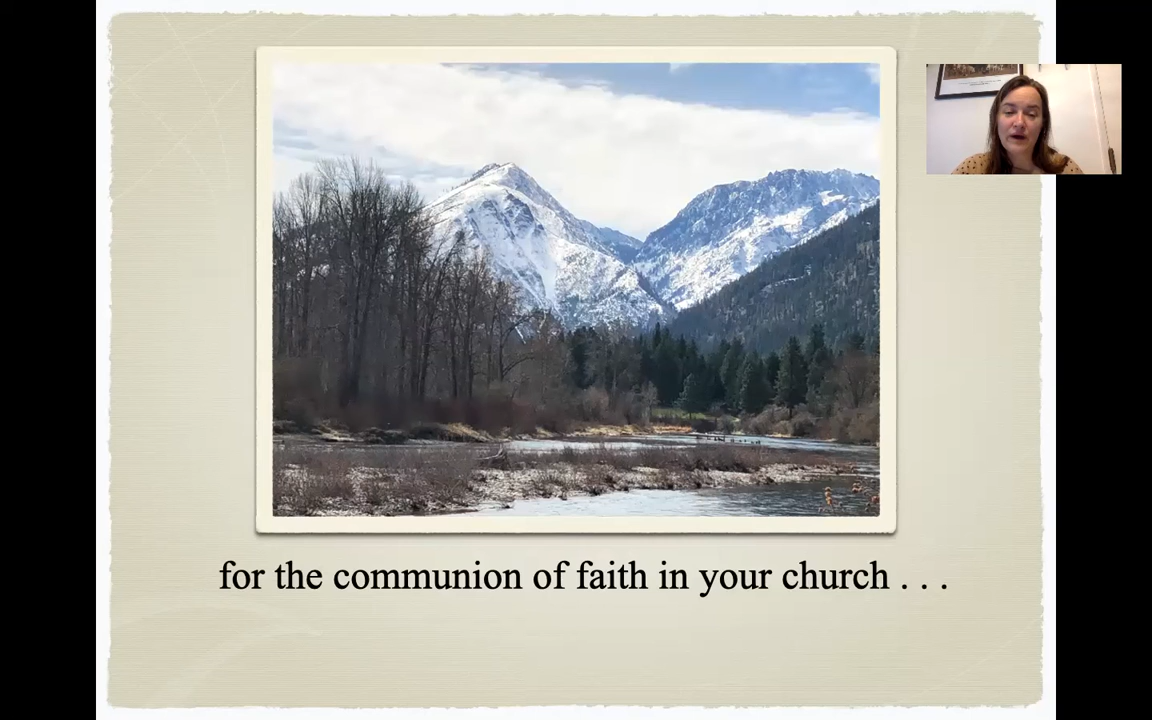 for the communion of faith in your church . . .